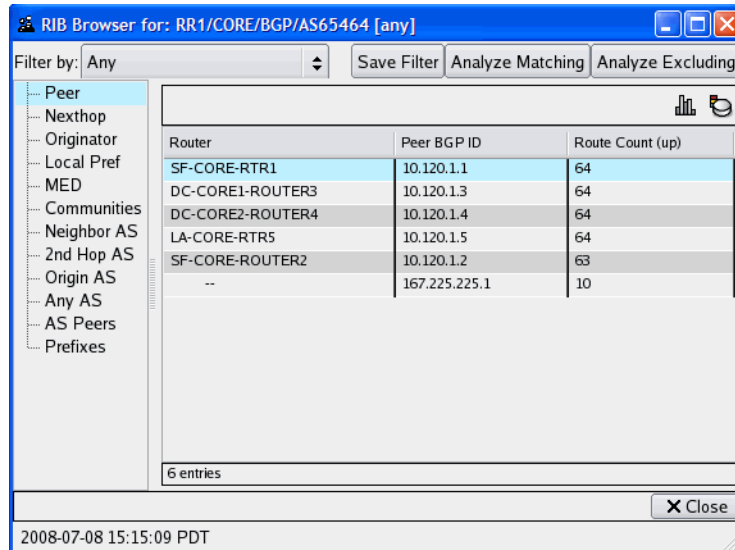 RIB Browser for: RR1/CORE/BGP/AS65464 [any]
Filter by: Any Save Filter Analyze Matching Analyze Excluding
Peer
Nexthop
Originator
Local Pref
MED
Communities
Neighbor AS
2nd Hop AS
Origin AS
Any AS
AS Peers
Prefixes
Router Peer BGP ID Route Count (up)
SF-CORE-RTR1 10.120.1.1 64
DC-CORE1-ROUTER3 10.120.1.3 64
DC-CORE2-ROUTER4 10.120.1.4 64
LA-CORE-RTR5 10.120.1.5 64
SF-CORE-ROUTER2 10.120.1.2 63
-- 167.225.225.1 10
6 entries
Close
2008-07-08 15:15:09 PDT